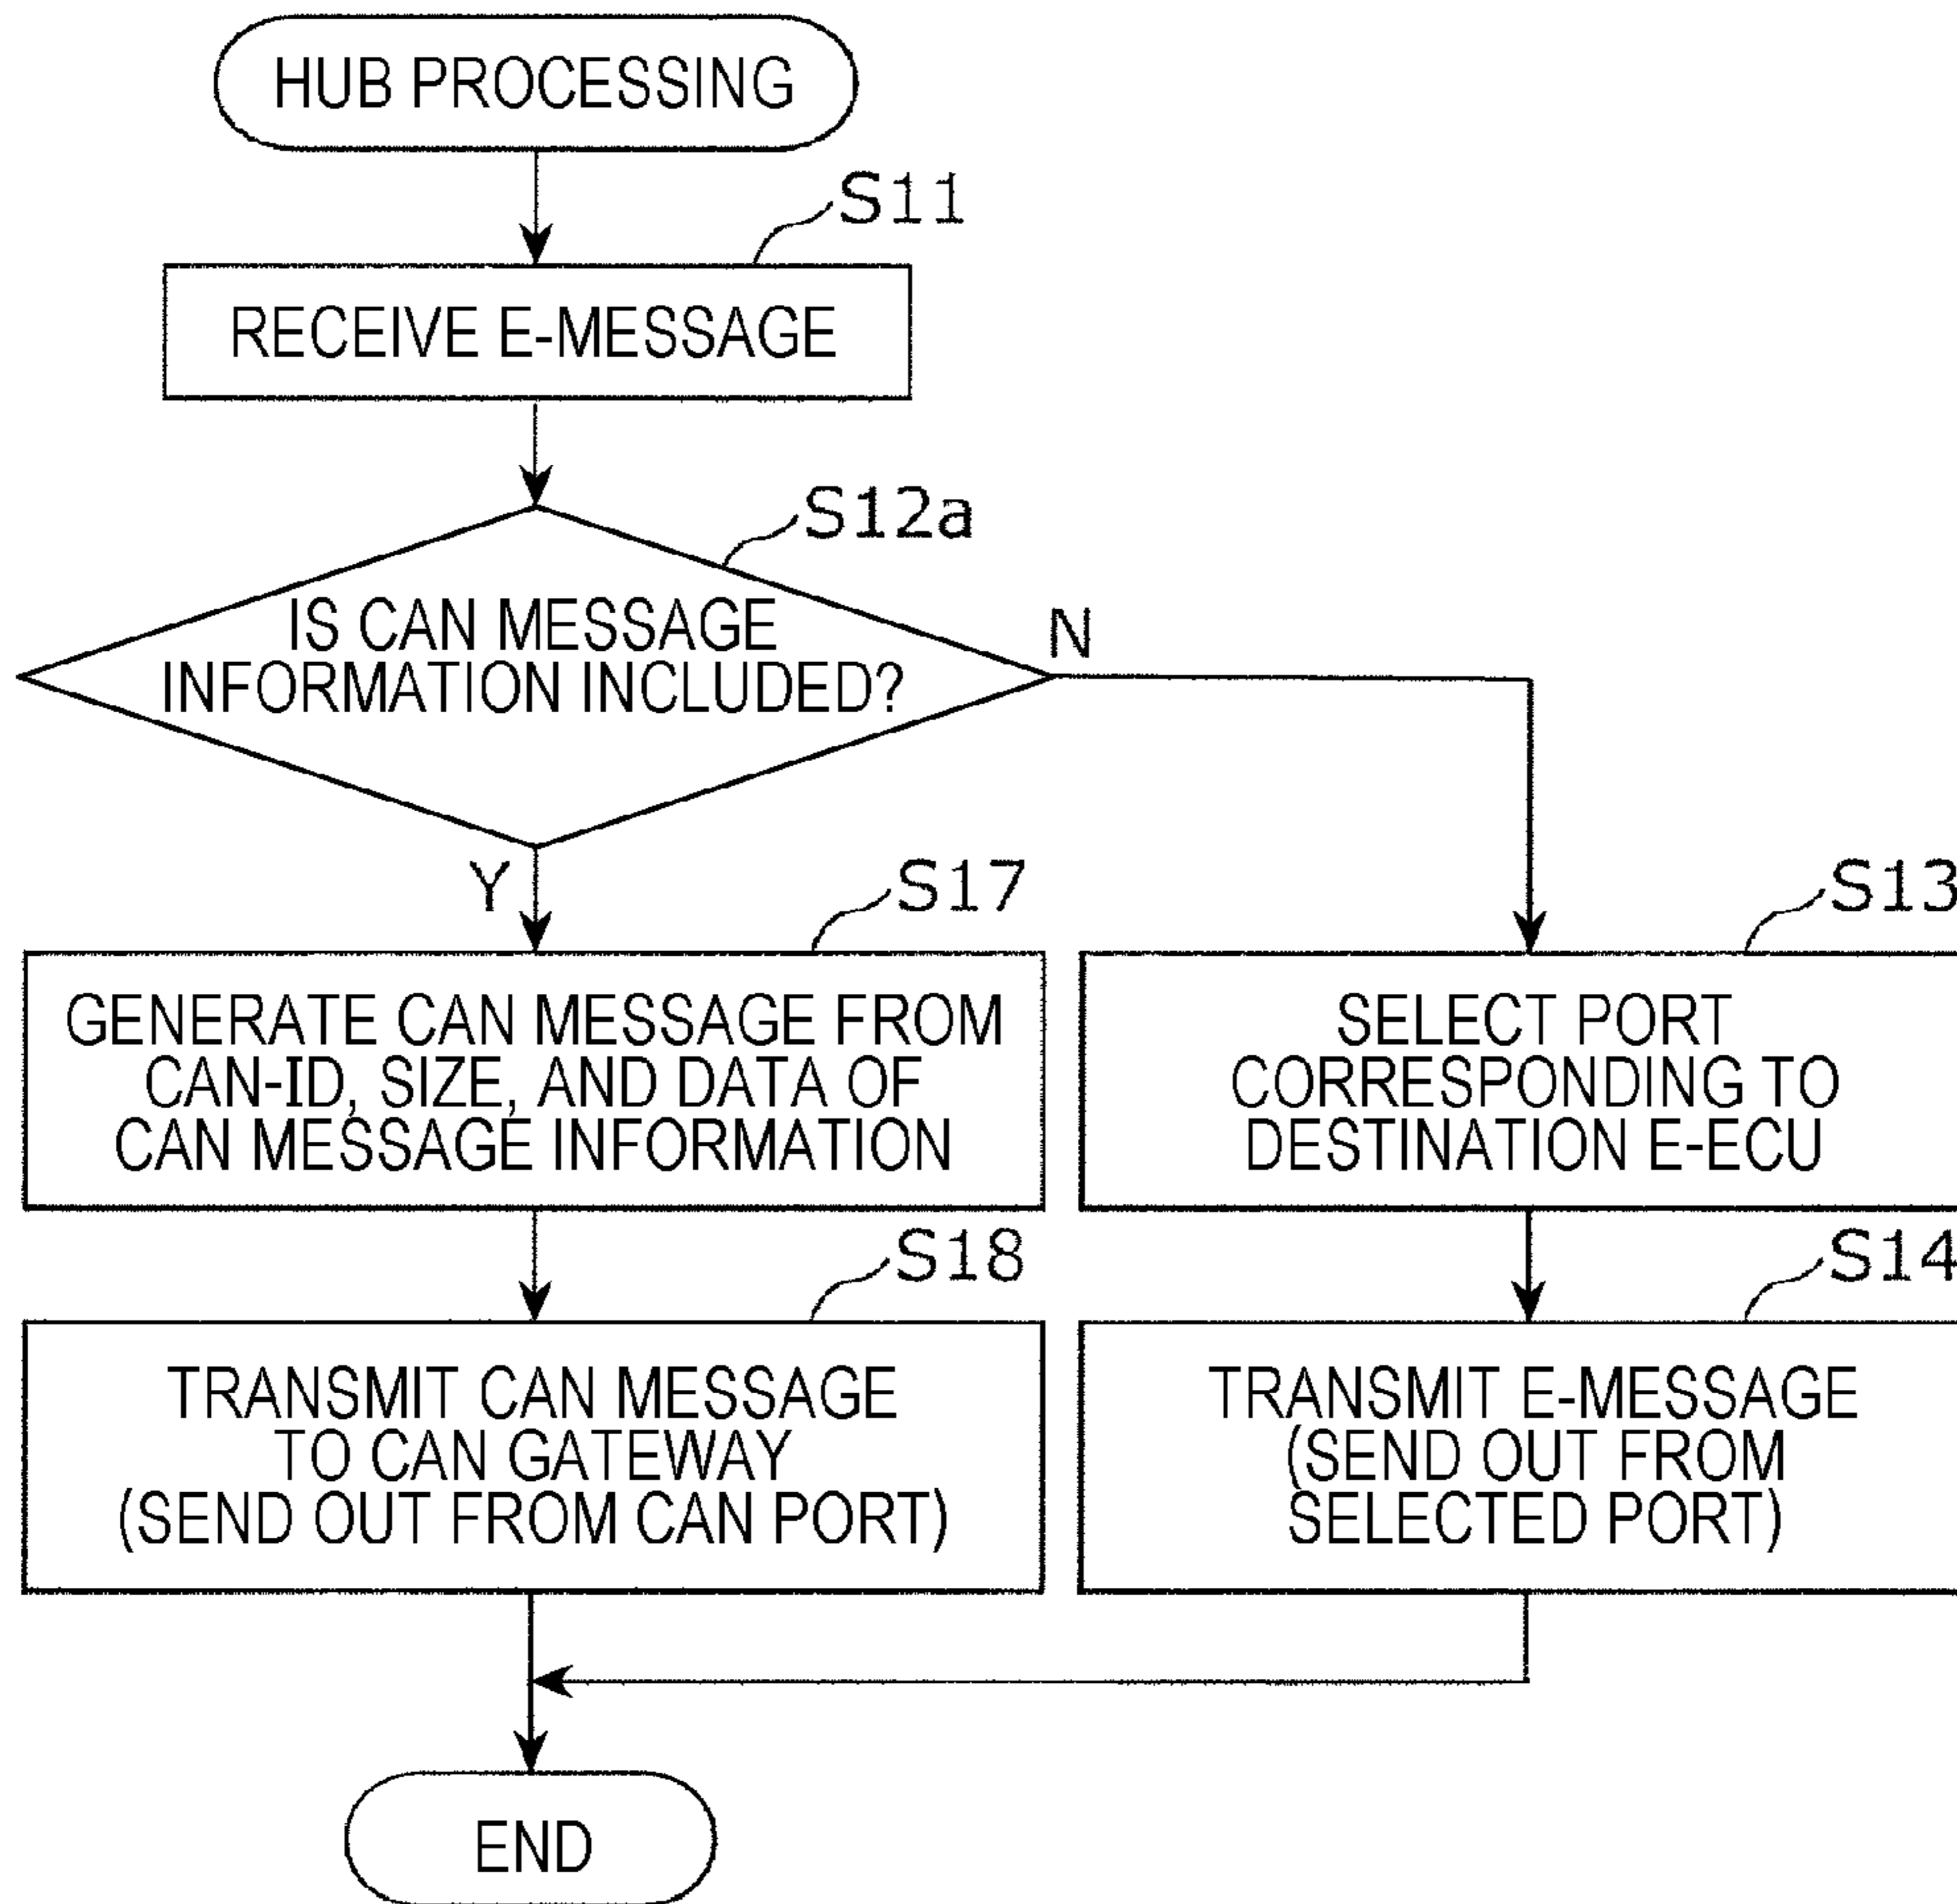 HUB PROCESSING
S11
RECEIVE E-MESSAGE
S12a
IS CAN MESSAGE
INFORMATION INCLUDED?
N
Y
S17
GENERATE CAN MESSAGE FROM
CAN-ID, SIZE, AND DATA OF
CAN MESSAGE INFORMATION
S13
SELECT PORT
CORRESPONDING TO
DESTINATION E-ECU
S18
TRANSMIT CAN MESSAGE
TO CAN GATEWAY
(SEND OUT FROM CAN PORT)
S14
TRANSMIT E-MESSAGE
(SEND OUT FROM
SELECTED PORT)
END